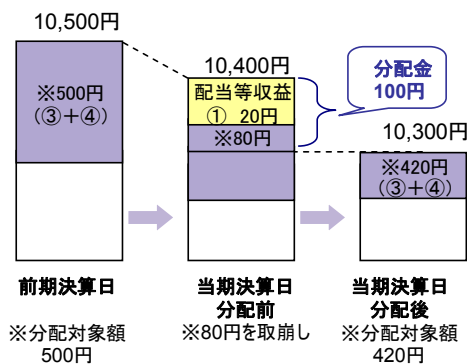 10,500円
※500円
(③+④)
10,400円
配当等収益
① 20円
※80円
分配金
100円
10,300円
※420円
(③+④)
前期決算日
※分配対象額
500円
当期決算日
分配前
※80円を取崩し
当期決算日
分配後
※分配対象額
420円